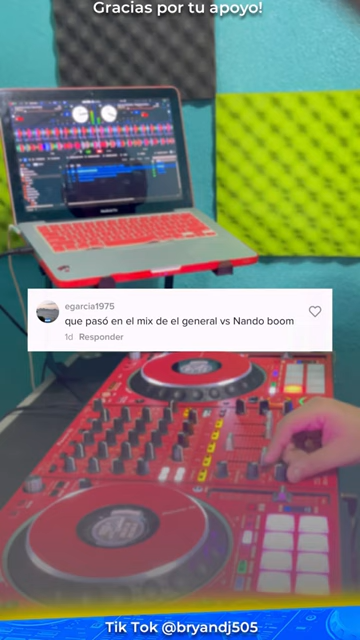 Gracias por tu apoyo!
egarcia1975
que pasó en el mix de el general vs Nando boom
1d Responder
Tik Tok @bryandj505